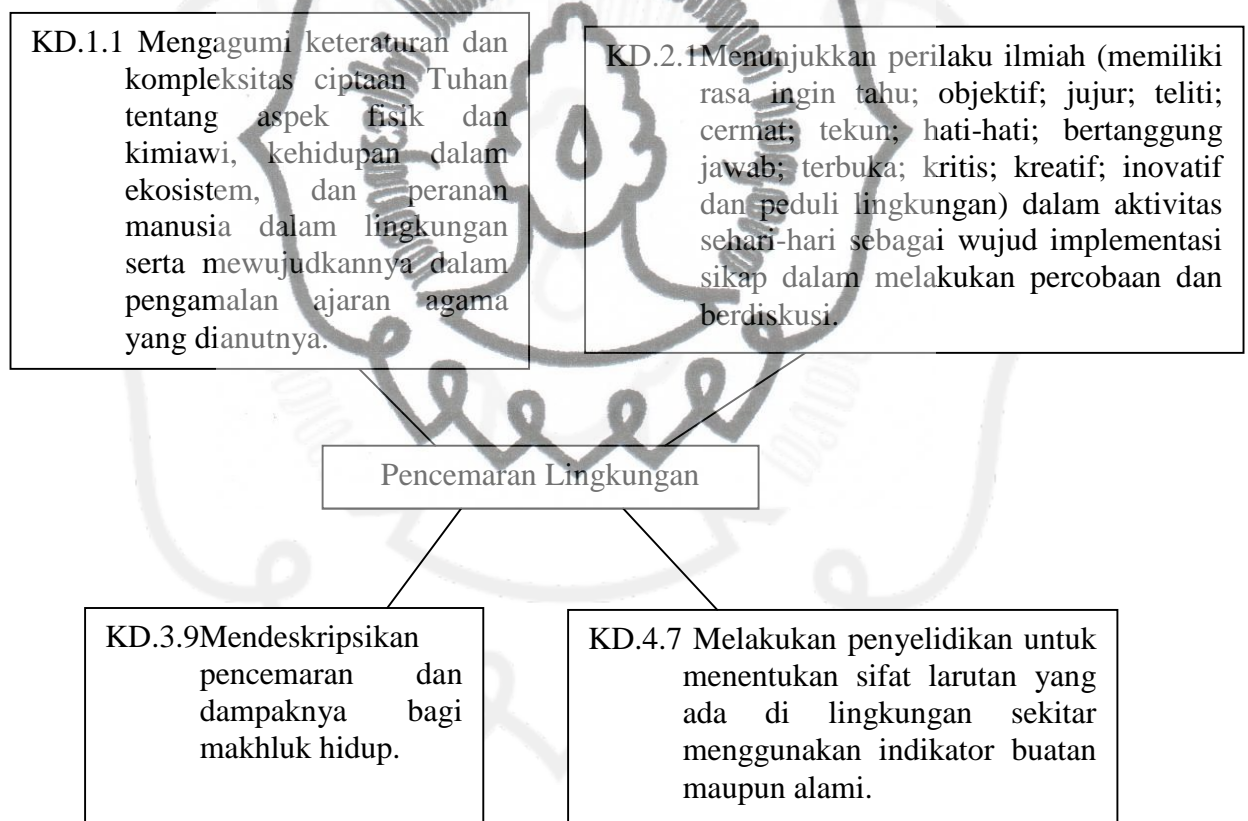 KD.1.1 Mengagumi keteraturan dan
kompleksitas ciptaan Tuhan
tentang aspek fisik dan
kimiawi, kehidupan dalam
ekosistem, dan peranan
manusia dalam lingkungan
serta mewujudkannya dalam
pengamalan ajaran agama
yang dianutnya.
KD.2.1Menunjukkan perilaku ilmiah (memiliki
rasa ingin tahu; objektif; jujur; teliti;
cermat; tekun; hati-hati; bertanggung
jawab; terbuka; kritis; kreatif; inovatif
dan peduli lingkungan) dalam aktivitas
sehari-hari sebagai wujud implementasi
sikap dalam melakukan percobaan dan
berdiskusi.
Pencemaran Lingkungan
KD.3.9Mendeskripsikan
pencemaran dan
dampaknya bagi
makhluk hidup.
KD.4.7 Melakukan penyelidikan untuk
menentukan sifat larutan yang
ada di lingkungan sekitar
menggunakan indikator buatan
maupun alami.